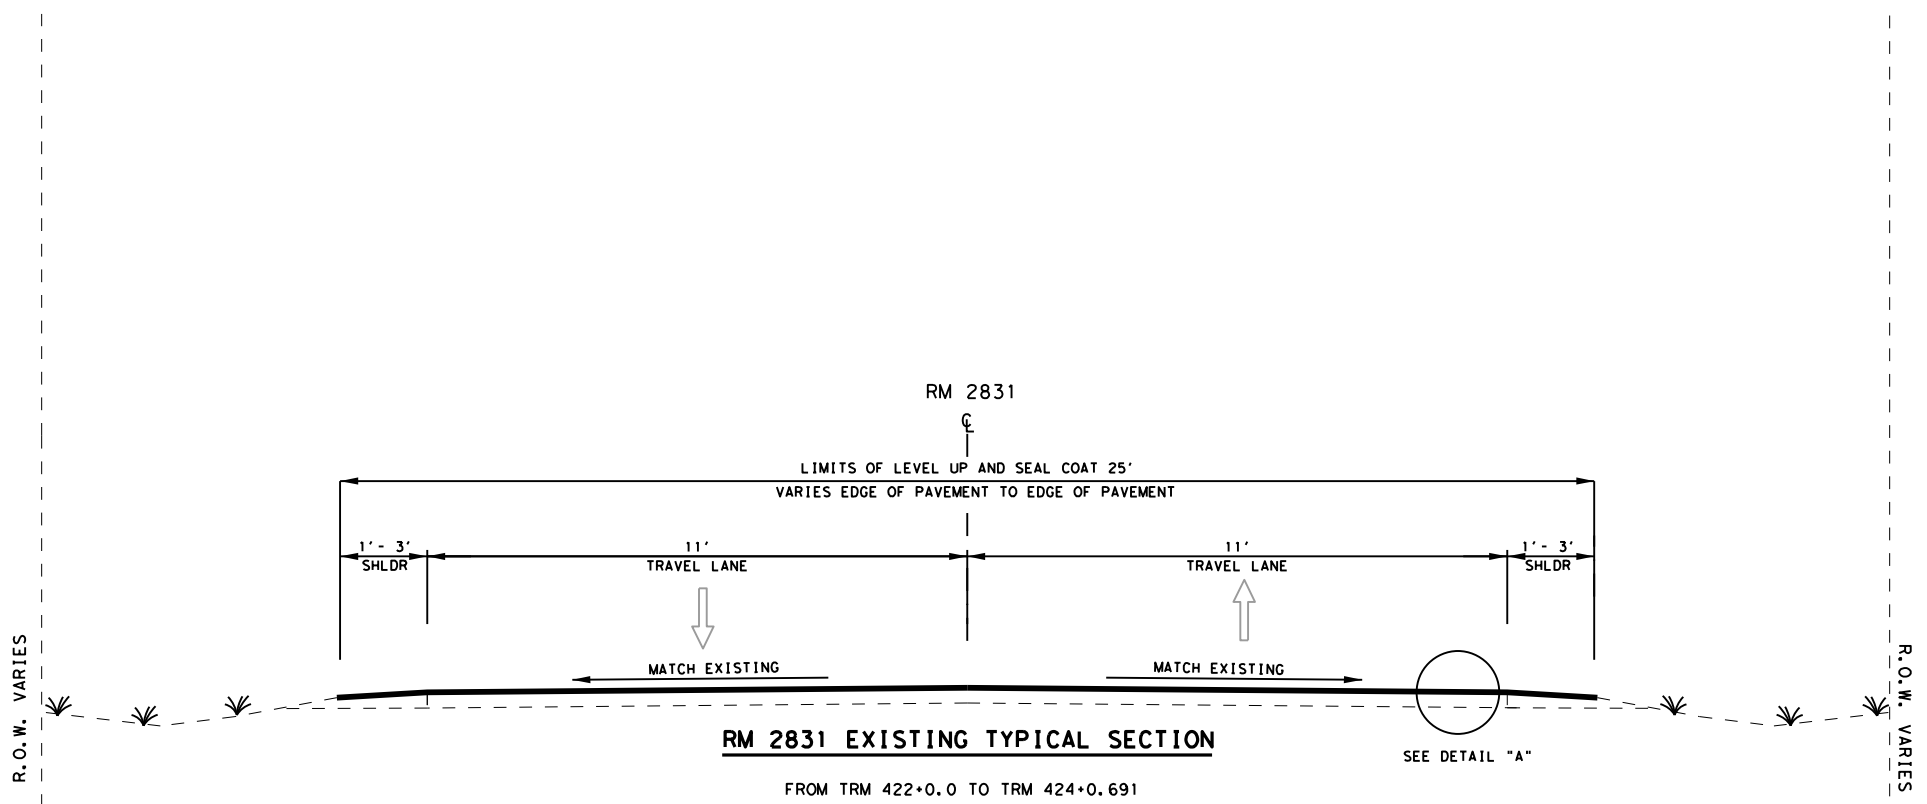 RM 2831
℄
LIMITS OF LEVEL UP AND SEAL COAT 25'
VARIES EDGE OF PAVEMENT TO EDGE OF PAVEMENT
1'- 3'
SHLDR
11'
TRAVEL LANE
11'
TRAVEL LANE
1'- 3'
SHLDR
MATCH EXISTING
MATCH EXISTING
R.O.W. VARIES
R.O.W. VARIES
RM 2831 EXISTING TYPICAL SECTION
SEE DETAIL "A"
FROM TRM 422+0.0 TO TRM 424+0.691